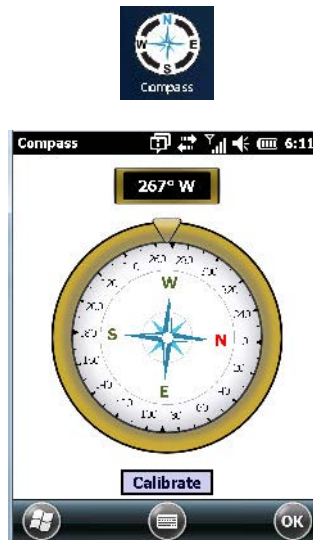 N
W E
S
Compass
Compass 6:11
267° W
W
S N
E
Calibrate
OK